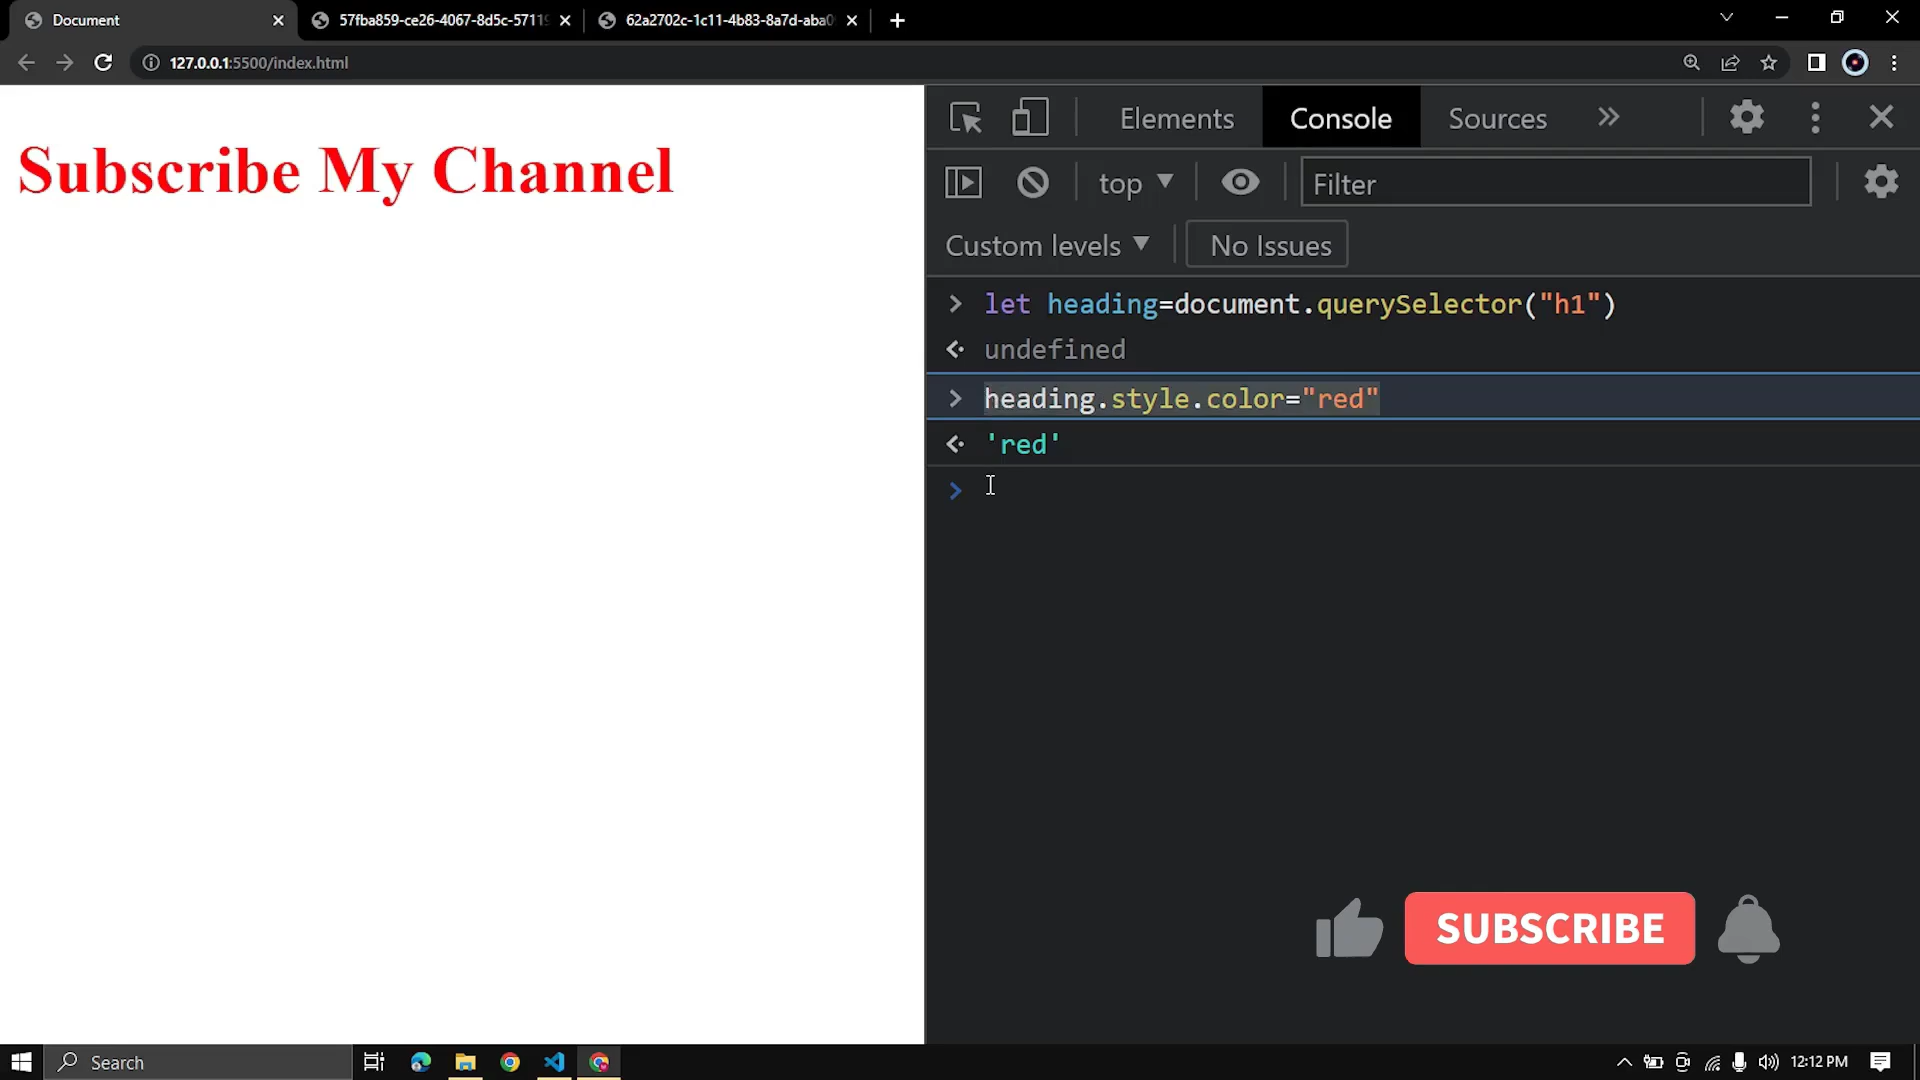 Document
57fba859-ce26-4067-8d5c-5711
62a2702c-1c11-4b83-8a7d-aba0
127.0.0.1:5500/index.html
Subscribe My Channel
Elements
Console
Sources
top
Filter
Custom levels
No Issues
let heading=document.querySelector("h1")
undefined
heading.style.color="red"
'red'
SUBSCRIBE
Search
12:12 PM